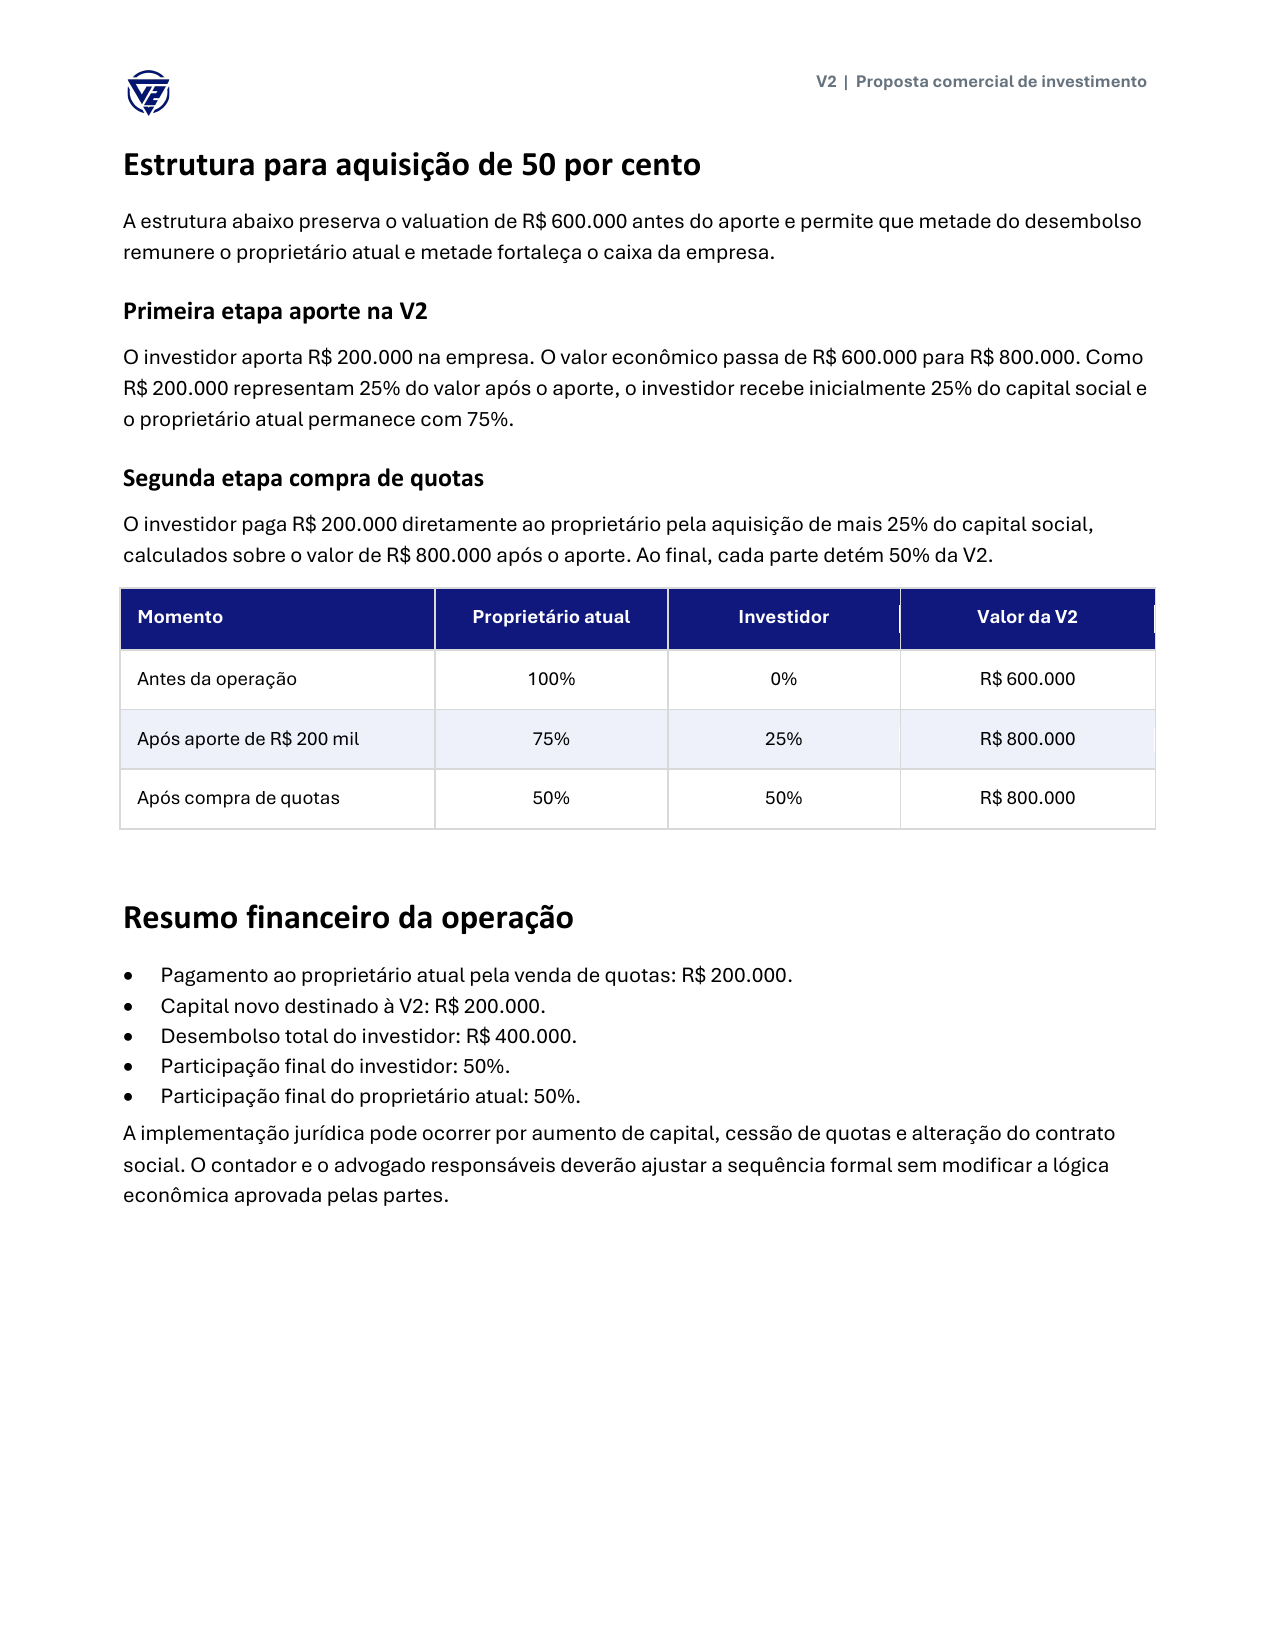 V2
V2 | Proposta comercial de investimento
Estrutura para aquisição de 50 por cento
A estrutura abaixo preserva o valuation de R$ 600.000 antes do aporte e permite que metade do desembolso
remunere o proprietário atual e metade fortaleça o caixa da empresa.
Primeira etapa aporte na V2
O investidor aporta R$ 200.000 na empresa. O valor econômico passa de R$ 600.000 para R$ 800.000. Como
R$ 200.000 representam 25% do valor após o aporte, o investidor recebe inicialmente 25% do capital social e
o proprietário atual permanece com 75%.
Segunda etapa compra de quotas
O investidor paga R$ 200.000 diretamente ao proprietário pela aquisição de mais 25% do capital social,
calculados sobre o valor de R$ 800.000 após o aporte. Ao final, cada parte detém 50% da V2.
Momento Proprietário atual Investidor Valor da V2
Antes da operação 100% 0% R$ 600.000
Após aporte de R$ 200 mil 75% 25% R$ 800.000
Após compra de quotas 50% 50% R$ 800.000
Resumo financeiro da operação
• Pagamento ao proprietário atual pela venda de quotas: R$ 200.000.
• Capital novo destinado à V2: R$ 200.000.
• Desembolso total do investidor: R$ 400.000.
• Participação final do investidor: 50%.
• Participação final do proprietário atual: 50%.
A implementação jurídica pode ocorrer por aumento de capital, cessão de quotas e alteração do contrato
social. O contador e o advogado responsáveis deverão ajustar a sequência formal sem modificar a lógica
econômica aprovada pelas partes.